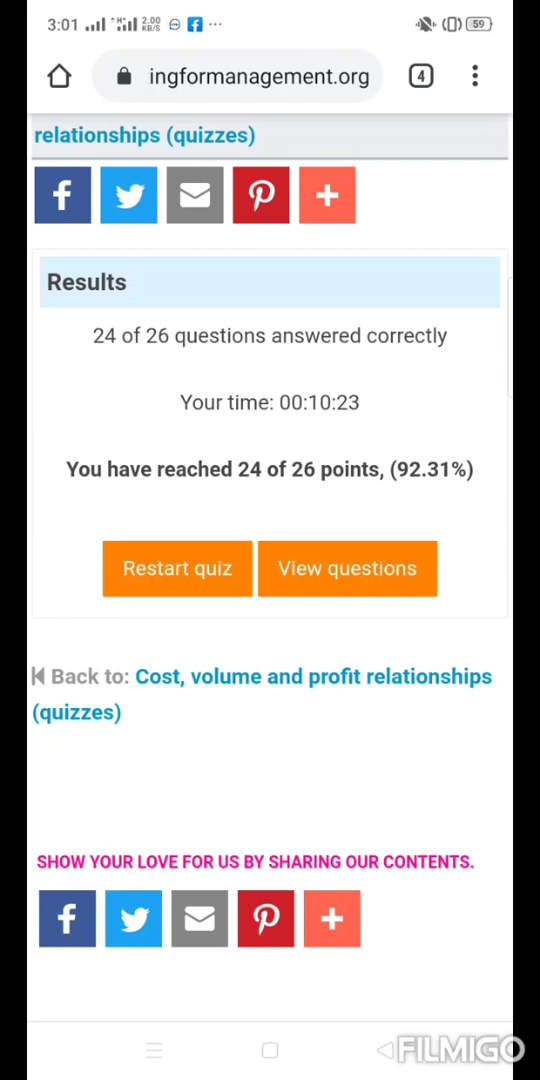 3:01 H 2.00 KB/S ... 59
ingformanagement.org 4
relationships (quizzes)
Results
24 of 26 questions answered correctly
Your time: 00:10:23
You have reached 24 of 26 points, (92.31%)
Restart quiz View questions
Back to: Cost, volume and profit relationships
(quizzes)
SHOW YOUR LOVE FOR US BY SHARING OUR CONTENTS.
FILMIGO